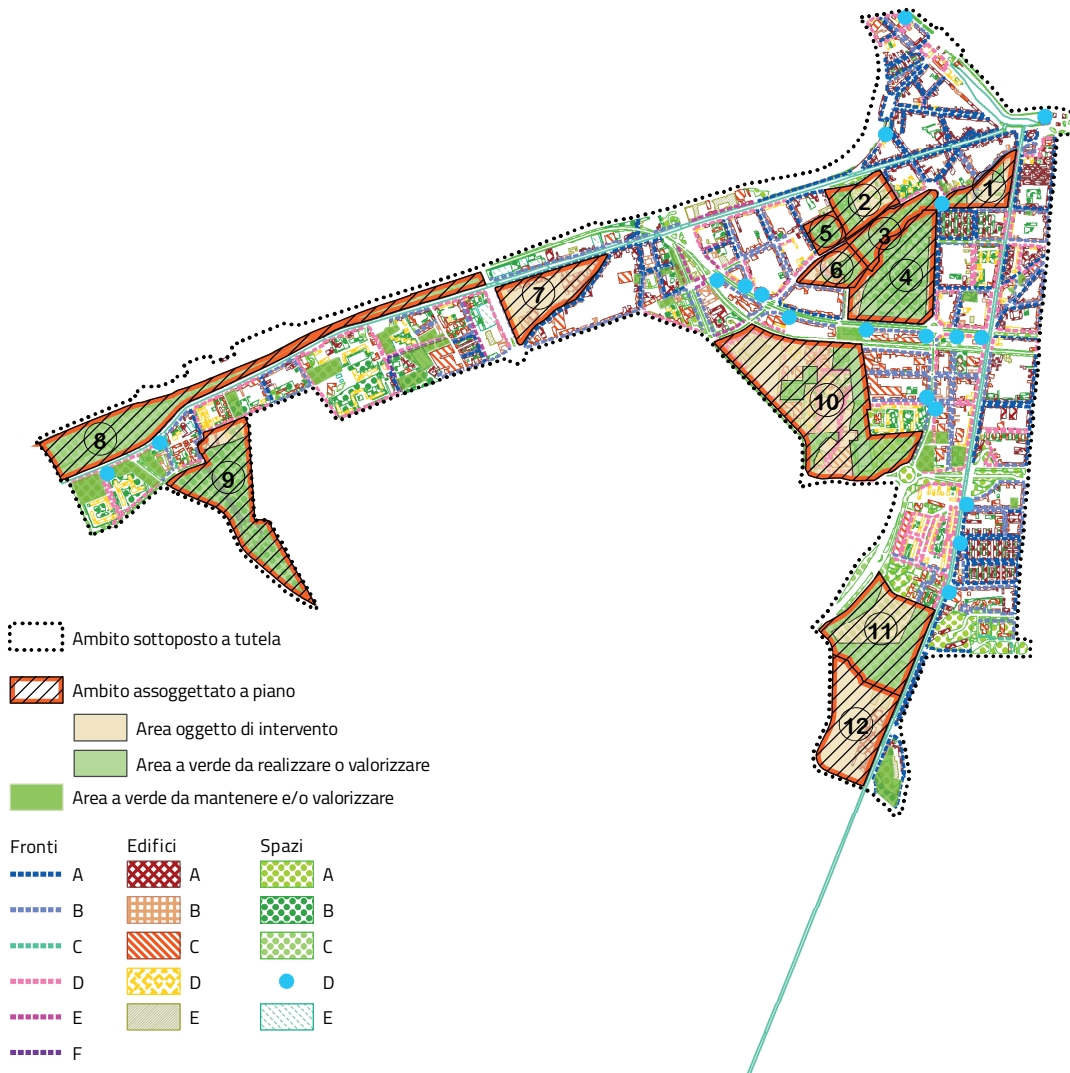 1
2
3
5
6
4
7
10
8
9
11
12
Ambito sottoposto a tutela
Ambito assoggettato a piano
Area oggetto di intervento
Area a verde da realizzare o valorizzare
Area a verde da mantenere e/o valorizzare
Fronti Edifici Spazi
A A A
B B B
C C C
D D D
E E E
F